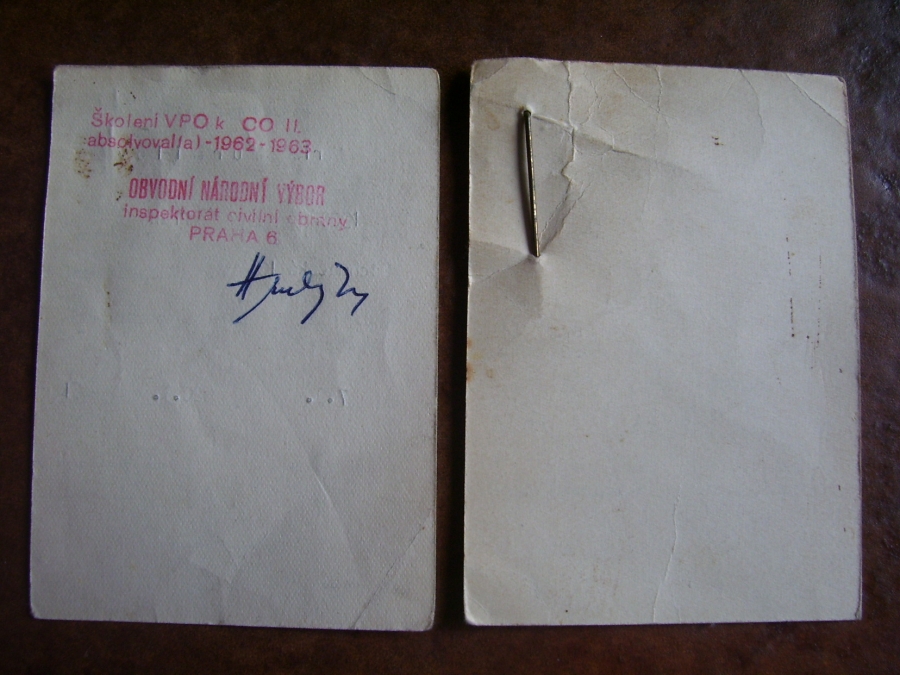 Školení VPO k CO II.
absolvoval(a) - 1962 - 1963.
OBVODNÍ NÁRODNÍ VÝBOR
inspektorát civilní obrany
PRAHA 6